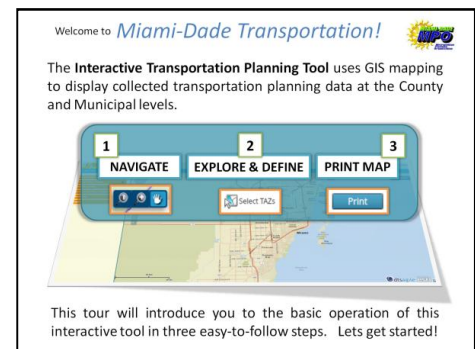 Welcome to Miami-Dade Transportation!
MIAMI-DADE
MPO
The Interactive Transportation Planning Tool uses GIS mapping
to display collected transportation planning data at the County
and Municipal levels.
1 2 3
NAVIGATE EXPLORE & DEFINE PRINT MAP
Select TAZs Print
This tour will introduce you to the basic operation of this
interactive tool in three easy-to-follow steps. Lets get started!